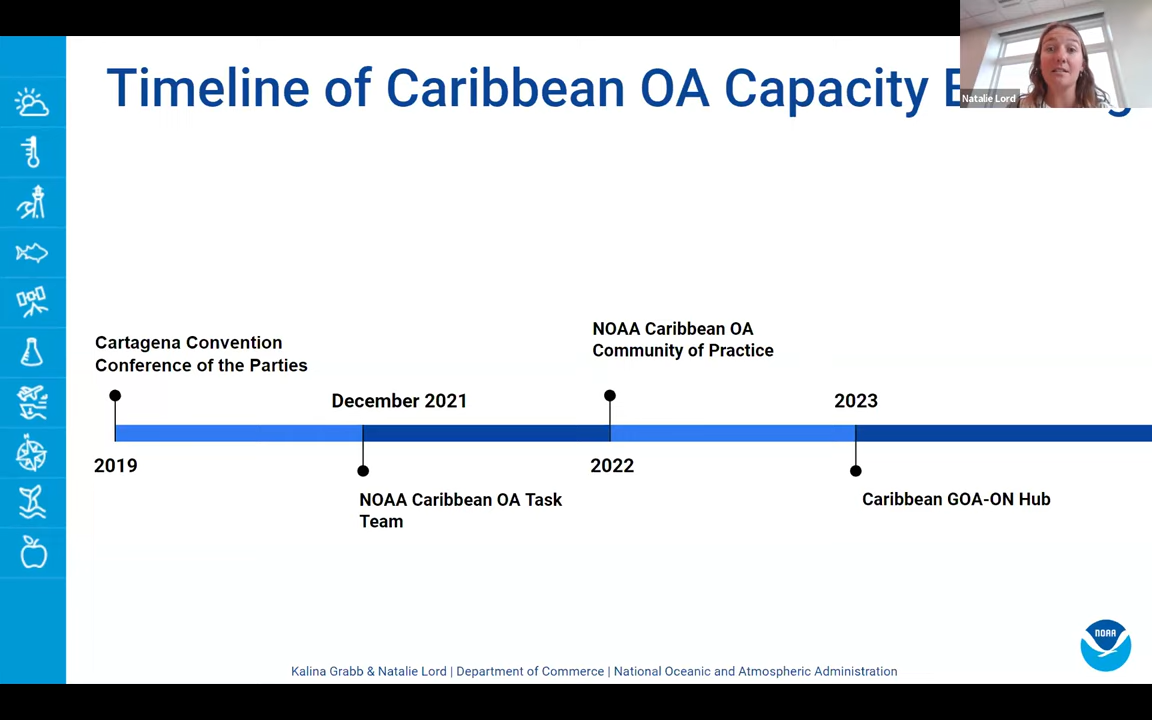 Timeline of Caribbean OA Capacity
Natalie Lord
Cartagena Convention
Conference of the Parties
NOAA Caribbean OA
Community of Practice
December 2021
2023
2019
2022
NOAA Caribbean OA Task
Team
Caribbean GOA-ON Hub
NOAA
Kalina Grabb & Natalie Lord | Department of Commerce | National Oceanic and Atmospheric Administration